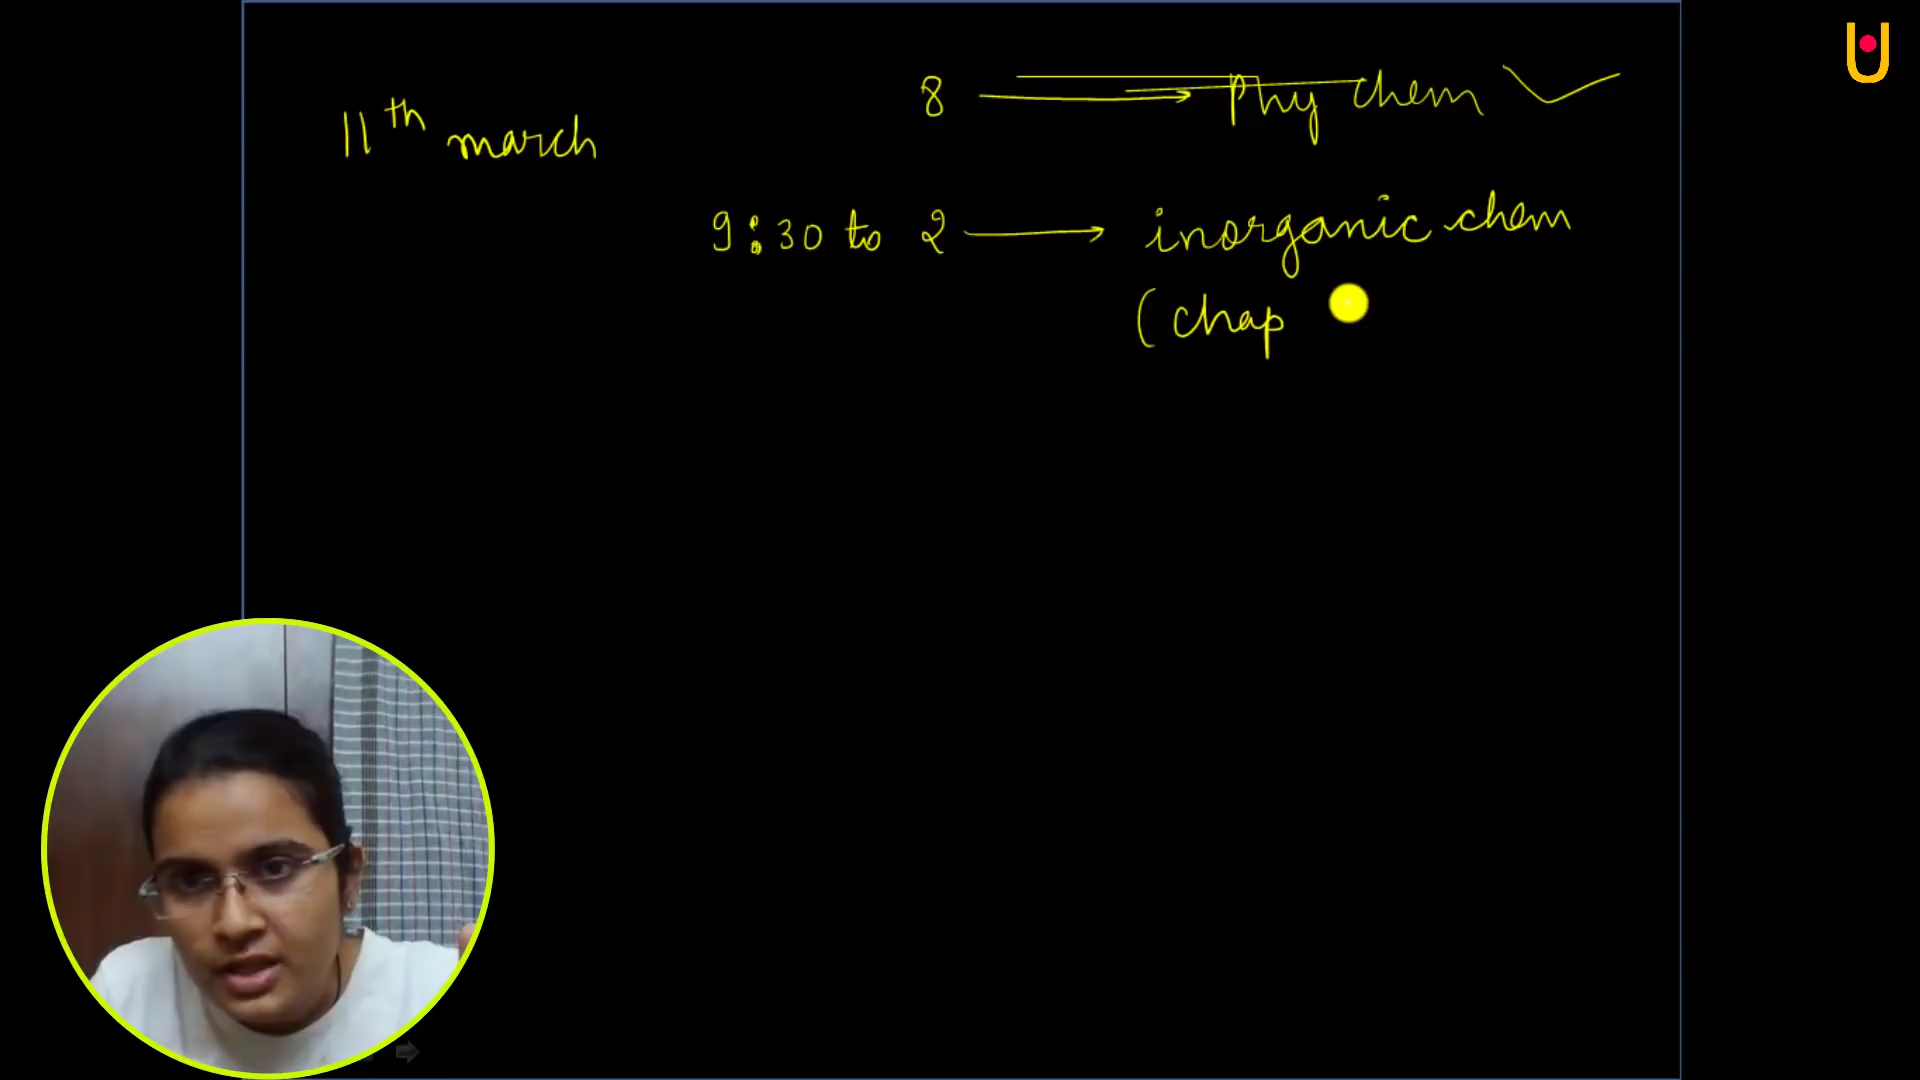 11th march
8 → Phy chem ✓
9:30 to 2 → inorganic chem
(chap